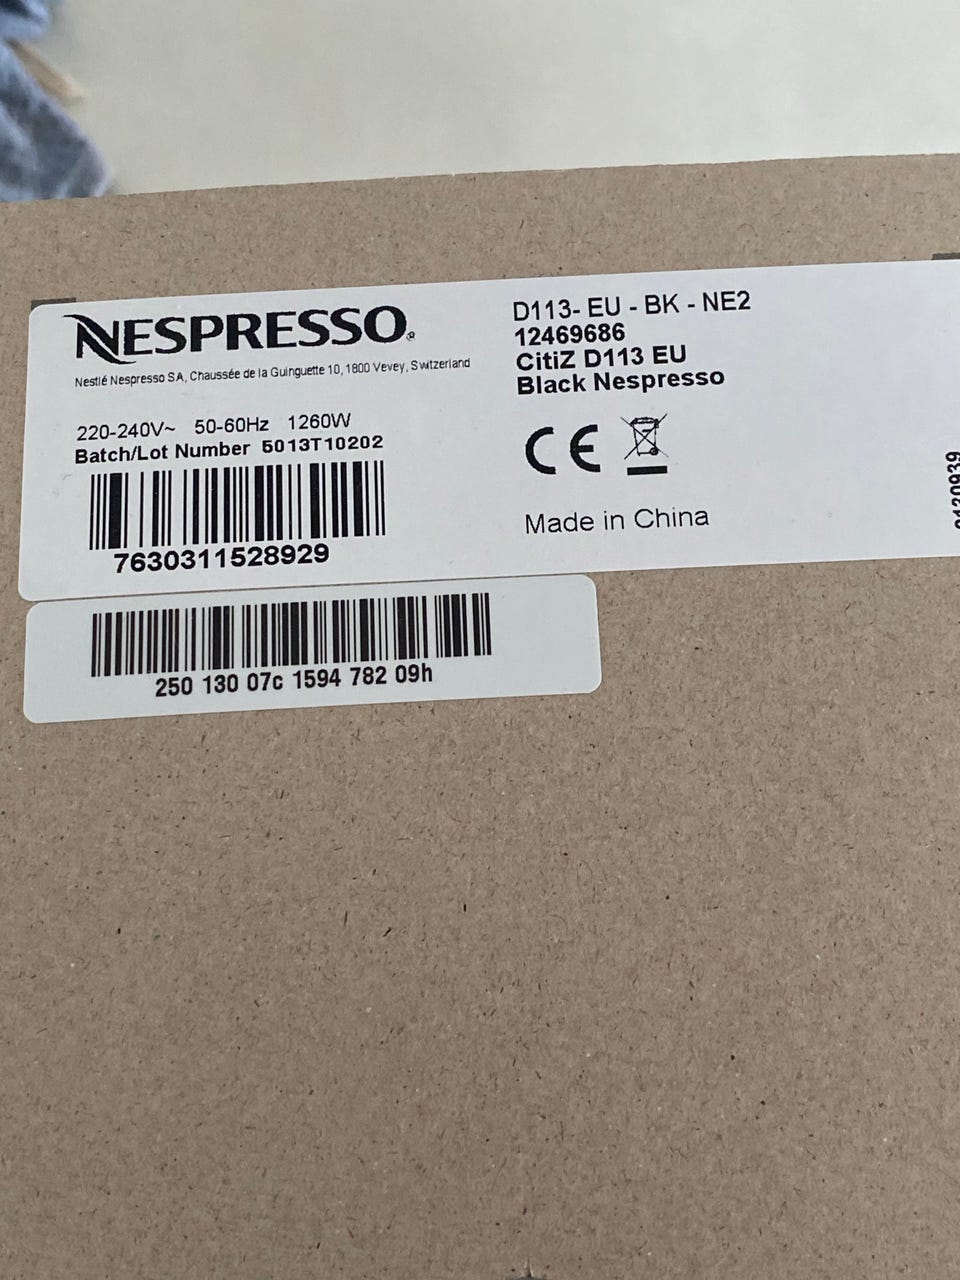 NESPRESSO®
Nestlé Nespresso SA, Chaussée de la Guinguette 10, 1800 Vevey, Switzerland
220-240V~ 50-60Hz 1260W
Batch/Lot Number 5013T10202
7630311528929
D113- EU - BK - NE2
12469686
CitiZ D113 EU
Black Nespresso
CE
Made in China
250 130 07c 1594 782 09h